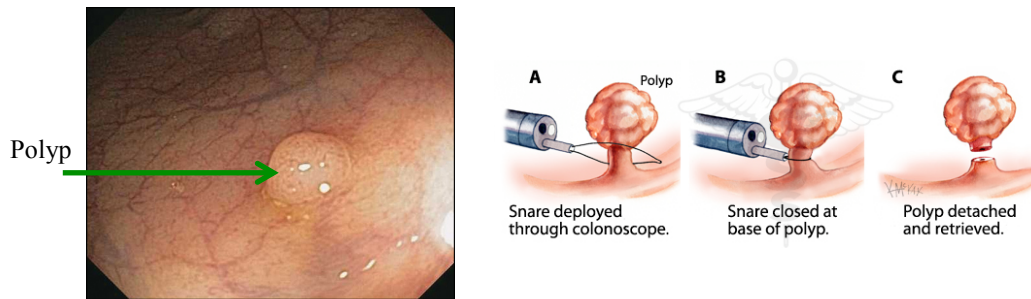 Polyp
A
Polyp
B
C
Snare deployed
through colonoscope.
Snare closed at
base of polyp.
Polyp detached
and retrieved.